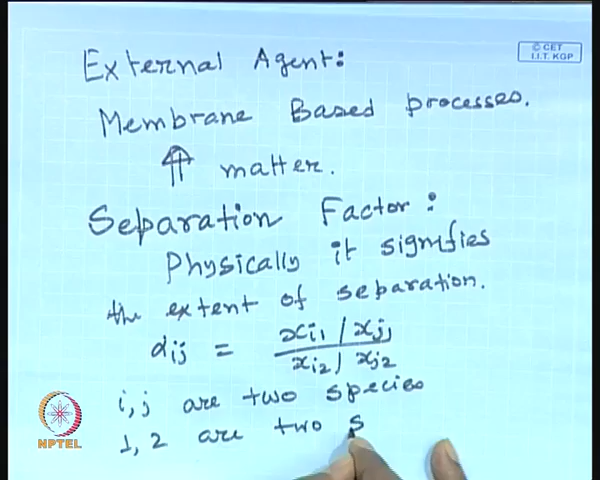 External Agent:
© CET
I.I.T. KGP
Membrane Based processes.
⇑ matter.
Separation Factor:
Physically it signifies
the extent of separation.
αij = xi1 / xj1
xi2 / xj2
i, j are two species
1, 2 are two s
NPTEL